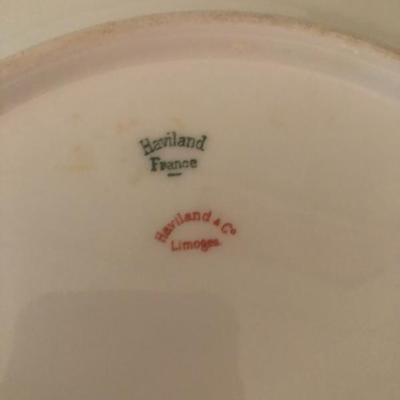 Haviland
France
Haviland & Co
Limoges